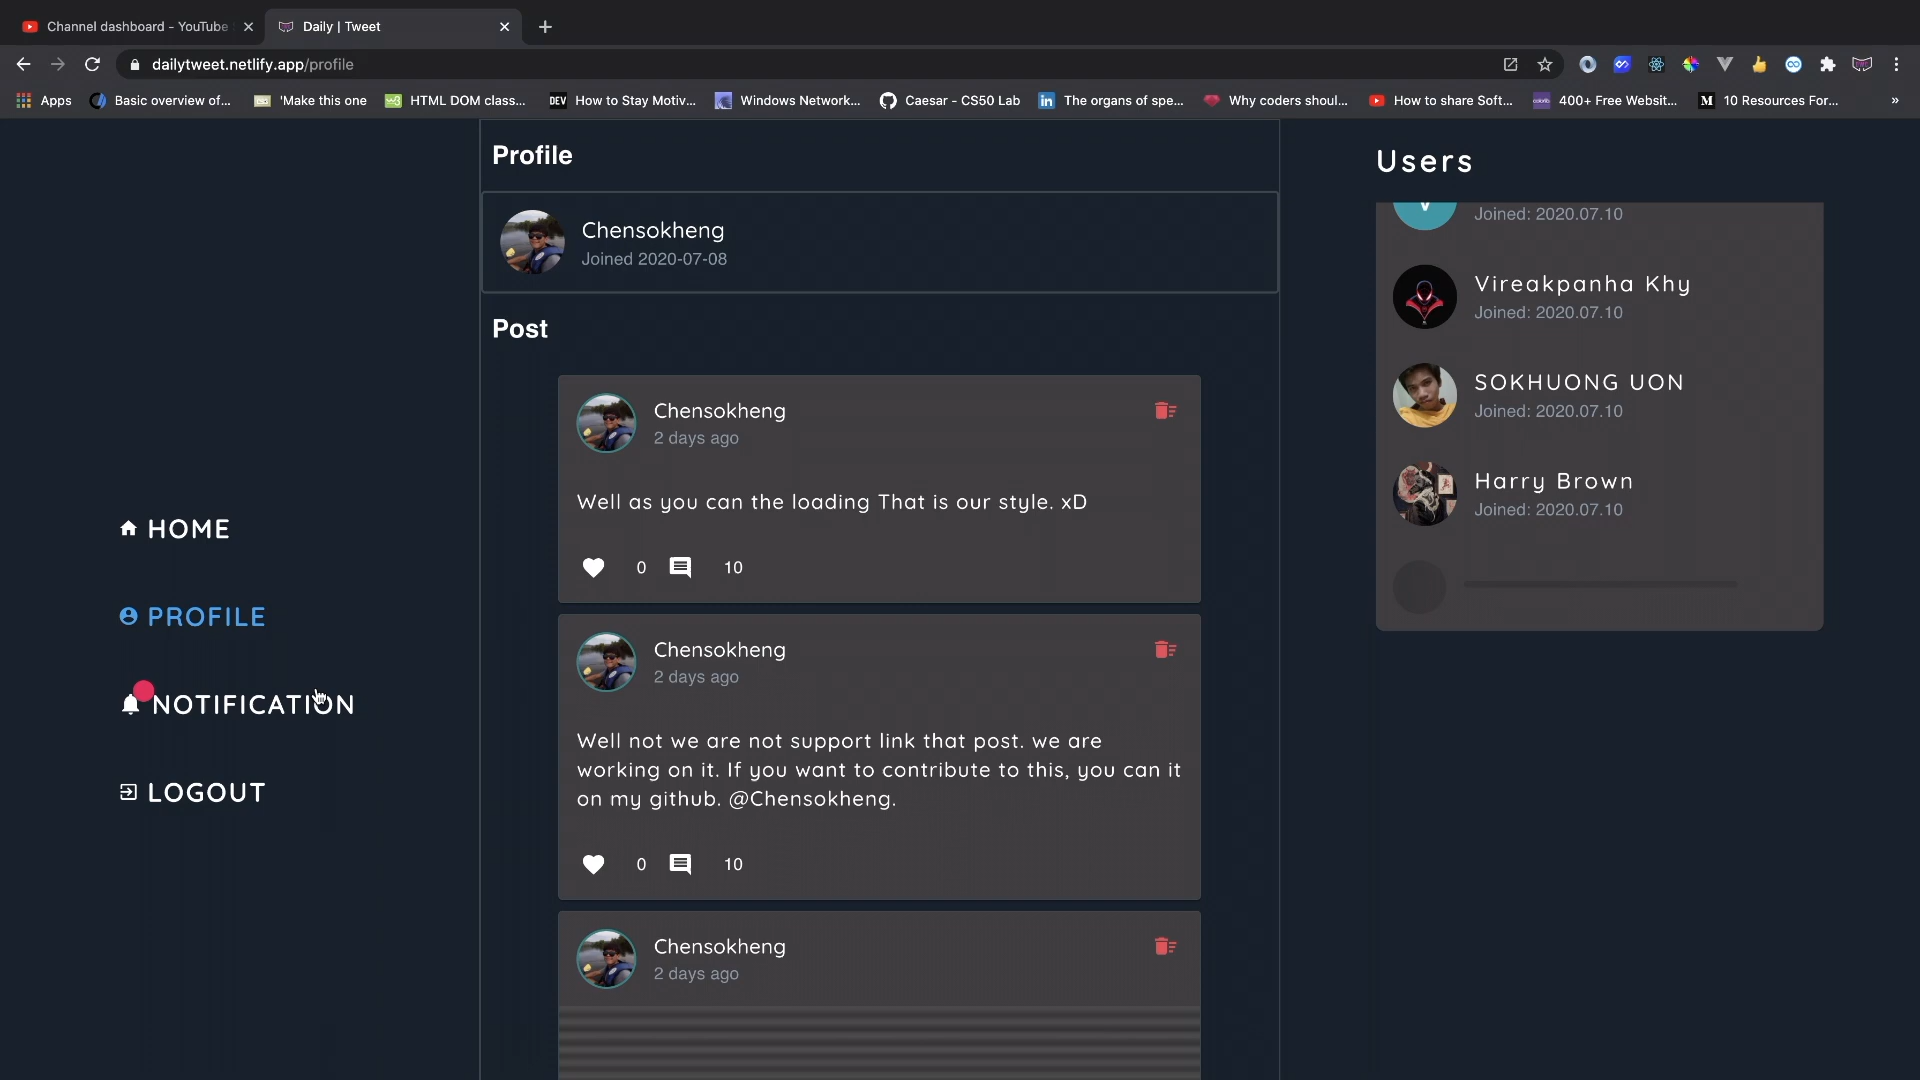 Channel dashboard - YouTube
Daily | Tweet
dailytweet.netlify.app/profile
Apps
Basic overview of...
'Make this one
HTML DOM class...
DEV How to Stay Motiv...
Windows Network...
Caesar - CS50 Lab
in The organs of spe...
Why coders shoul...
How to share Soft...
400+ Free Websit...
M 10 Resources For...
»
HOME
PROFILE
NOTIFICATION
LOGOUT
Profile
Chensokheng
Joined 2020-07-08
Post
Chensokheng
2 days ago
Well as you can the loading That is our style. xD
0 10
Chensokheng
2 days ago
Well not we are not support link that post. we are
working on it. If you want to contribute to this, you can it
on my github. @Chensokheng.
0 10
Chensokheng
2 days ago
Users
Joined: 2020.07.10
Vireakpanha Khy
Joined: 2020.07.10
SOKHUONG UON
Joined: 2020.07.10
Harry Brown
Joined: 2020.07.10